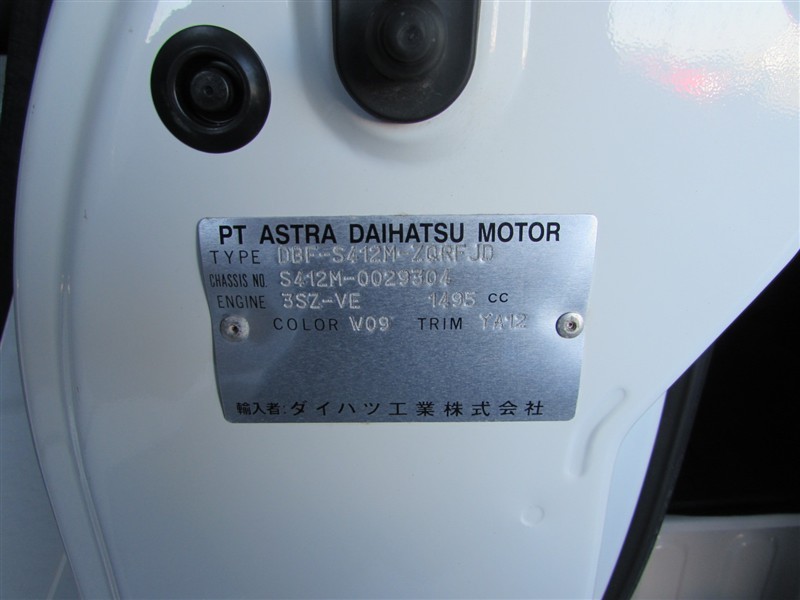 PT ASTRA DAIHATSU MOTOR
TYPE DBF-S412M ZQRFJD
CHASSIS NO. S412M-0029504
ENGINE 3SZ-VE 1495 CC
COLOR W09 TRIM YA12
輸入者:ダイハツ工業株式会社